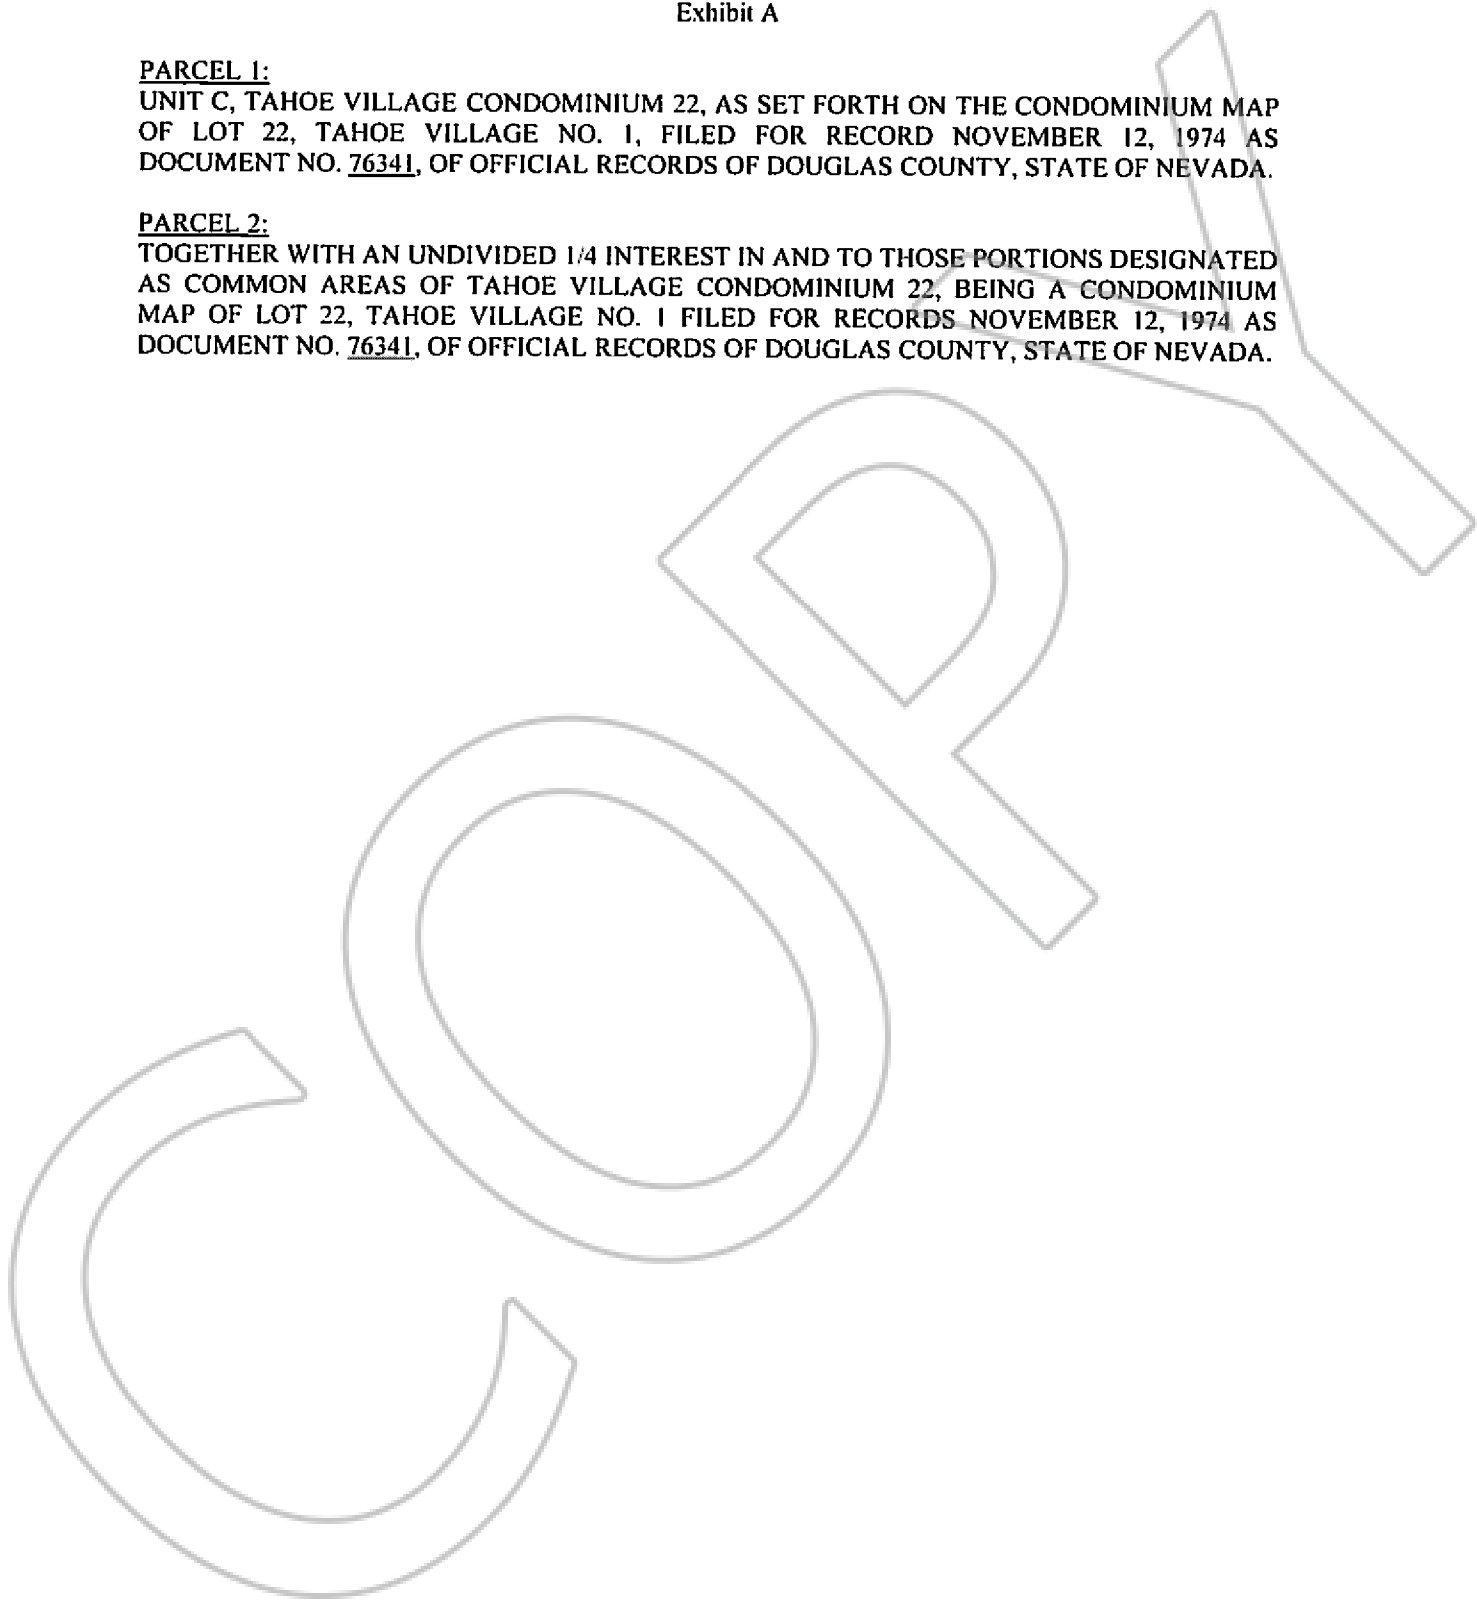 Exhibit A
PARCEL 1:
UNIT C, TAHOE VILLAGE CONDOMINIUM 22, AS SET FORTH ON THE CONDOMINIUM MAP
OF LOT 22, TAHOE VILLAGE NO. 1, FILED FOR RECORD NOVEMBER 12, 1974 AS
DOCUMENT NO. 76341, OF OFFICIAL RECORDS OF DOUGLAS COUNTY, STATE OF NEVADA.
PARCEL 2:
TOGETHER WITH AN UNDIVIDED 1/4 INTEREST IN AND TO THOSE PORTIONS DESIGNATED
AS COMMON AREAS OF TAHOE VILLAGE CONDOMINIUM 22, BEING A CONDOMINIUM
MAP OF LOT 22, TAHOE VILLAGE NO. 1 FILED FOR RECORDS NOVEMBER 12, 1974 AS
DOCUMENT NO. 76341, OF OFFICIAL RECORDS OF DOUGLAS COUNTY, STATE OF NEVADA.
COPY